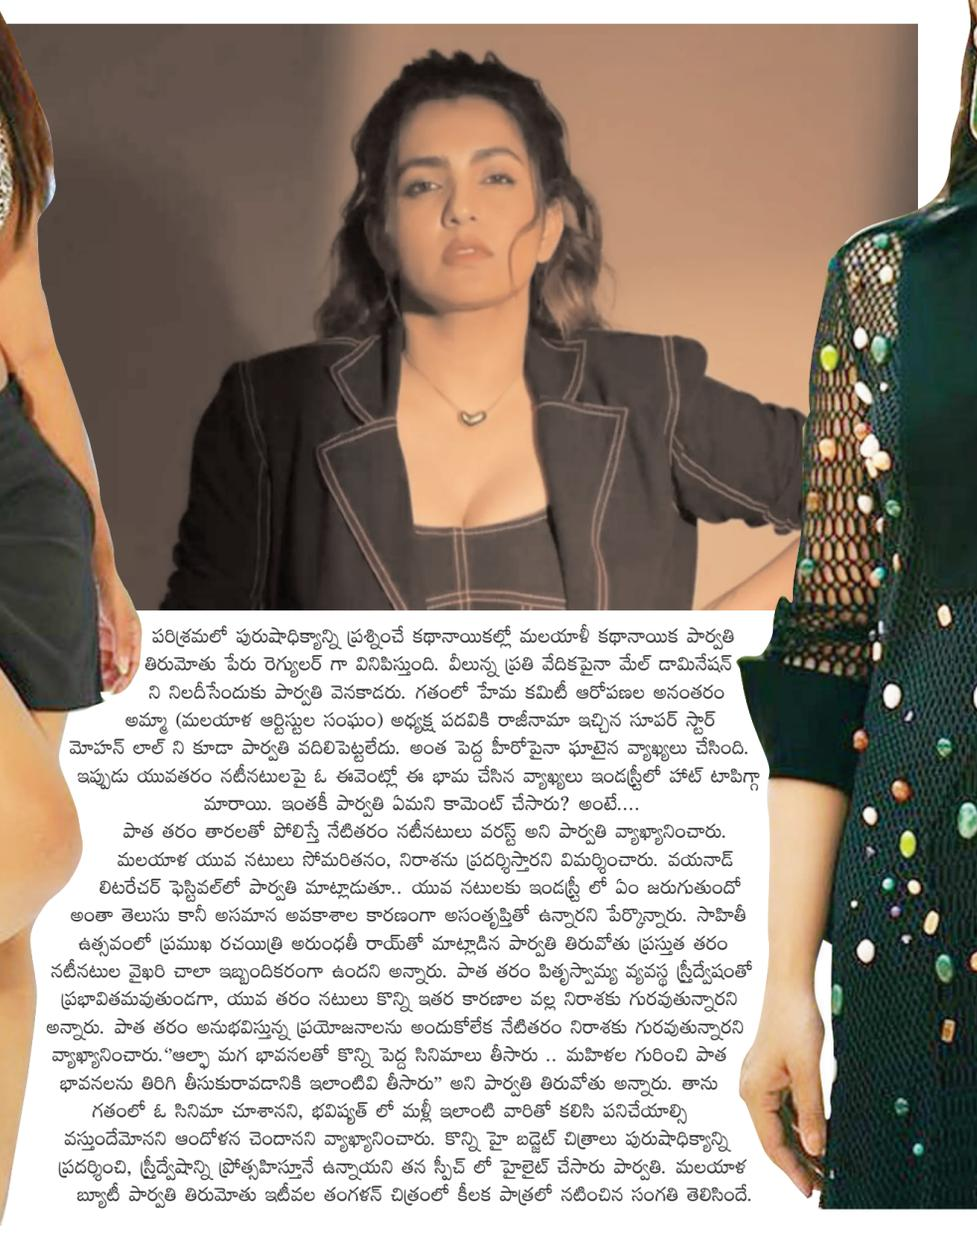 పరిశ్రమలో పురుషాధిక్యాన్ని ప్రశ్నించే కథానాయికల్లో మలయాళీ కథానాయిక పార్వతి
తిరుమోతు పేరు రెగ్యులర్ గా వినిపిస్తుంది. వీలున్న ప్రతి వేదికపైనా మేల్ డామినేషన్
ని నిలదీసేందుకు పార్వతి వెనకాడరు. గతంలో హేమ కమిటీ ఆరోపణల అనంతరం
అమ్మా (మలయాళ ఆర్టిస్టుల సంఘం) అధ్యక్ష పదవికి రాజీనామా ఇచ్చిన సూపర్ స్టార్
మోహన్ లాల్ ని కూడా పార్వతి వదిలిపెట్టలేదు. అంత పెద్ద హీరోపైనా ఘాటైన వ్యాఖ్యలు చేసింది.
ఇప్పుడు యువతరం నటీనటులపై ఓ ఈవెంట్లో ఈ భామ చేసిన వ్యాఖ్యలు ఇండస్ట్రీలో హాట్ టాపిగ్గా
మారాయి. ఇంతకీ పార్వతి ఏమని కామెంట్ చేసారు? అంటే....
పాత తరం తారలతో పోలిస్తే నేటితరం నటీనటులు వరస్ట్ అని పార్వతి వ్యాఖ్యానించారు.
మలయాళ యువ నటులు సోమరితనం, నిరాశను ప్రదర్శిస్తారని విమర్శించారు. వయనాడ్
లిటరేచర్ ఫెస్టివల్‌లో పార్వతి మాట్లాడుతూ.. యువ నటులకు ఇండస్ట్రీ లో ఏం జరుగుతుందో
అంతా తెలుసు కానీ అసమాన అవకాశాల కారణంగా అసంతృప్తితో ఉన్నారని పేర్కొన్నారు. సాహితీ
ఉత్సవంలో ప్రముఖ రచయిత్రి అరుంధతీ రాయ్‌తో మాట్లాడిన పార్వతి తిరువోతు ప్రస్తుత తరం
నటీనటుల వైఖరి చాలా ఇబ్బందికరంగా ఉందని అన్నారు. పాత తరం పితృస్వామ్య వ్యవస్థ స్త్రీద్వేషంతో
ప్రభావితమవుతుండగా, యువ తరం నటులు కొన్ని ఇతర కారణాల వల్ల నిరాశకు గురవుతున్నారని
అన్నారు. పాత తరం అనుభవిస్తున్న ప్రయోజనాలను అందుకోలేక నేటితరం నిరాశకు గురవుతున్నారని
వ్యాఖ్యానించారు.‘‘ఆల్ఫా మగ భావనలతో కొన్ని పెద్ద సినిమాలు తీసారు .. మహిళల గురించి పాత
భావనలను తిరిగి తీసుకురావడానికి ఇలాంటివి తీసారు’’ అని పార్వతి తిరువోతు అన్నారు. తాను
గతంలో ఓ సినిమా చూశానని, భవిష్యత్ లో మళ్లీ ఇలాంటి వారితో కలిసి పనిచేయాల్సి
వస్తుందేమోనని ఆందోళన చెందానని వ్యాఖ్యానించారు. కొన్ని హై బడ్జెట్ చిత్రాలు పురుషాధిక్యాన్ని
ప్రదర్శించి, స్త్రీద్వేషాన్ని ప్రోత్సహిస్తూనే ఉన్నాయని తన స్పీచ్ లో హైలైట్ చేసారు పార్వతి. మలయాళ
బ్యూటీ పార్వతి తిరుమోతు ఇటీవల తంగళన్ చిత్రంలో కీలక పాత్రలో నటించిన సంగతి తెలిసిందే.